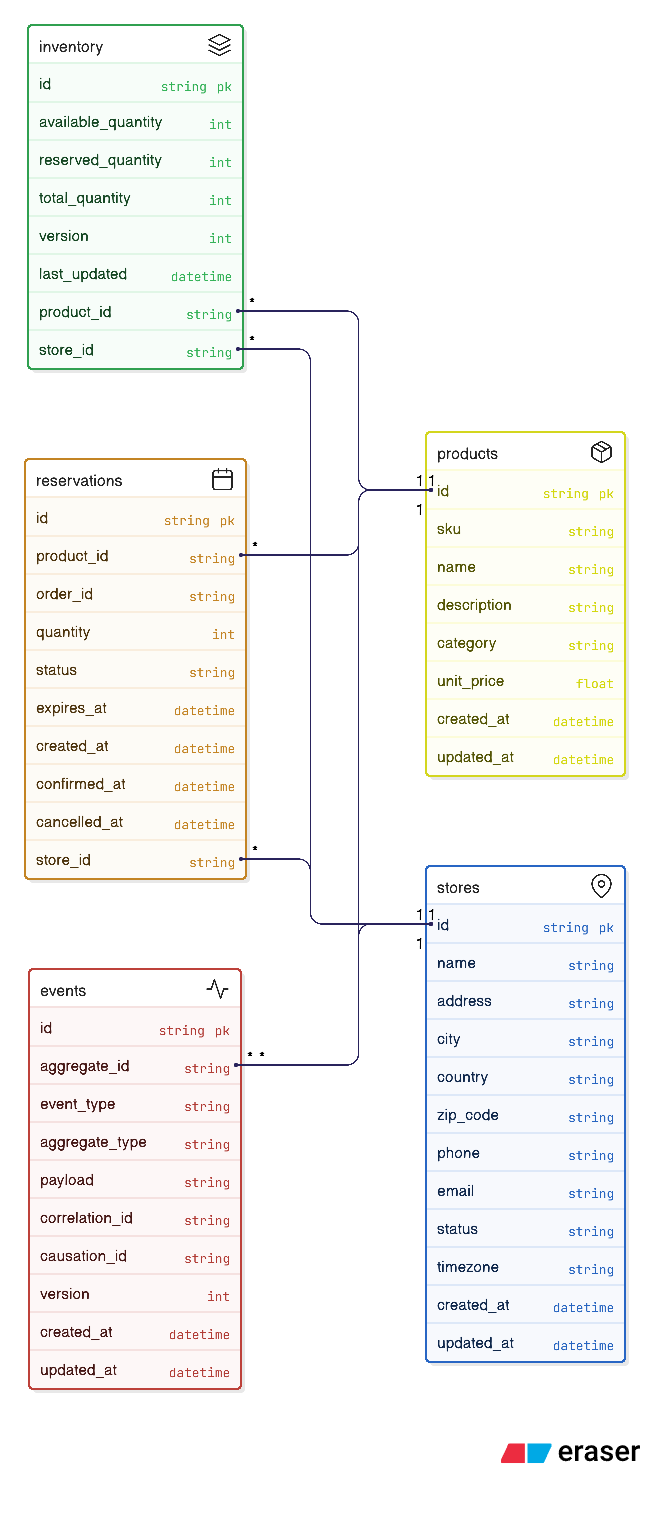 inventory
id string pk
available_quantity int
reserved_quantity int
total_quantity int
version int
last_updated datetime
product_id string *
store_id string *
reservations
id string pk
product_id string *
order_id string
quantity int
status string
expires_at datetime
created_at datetime
confirmed_at datetime
cancelled_at datetime
store_id string *
events
id string pk
aggregate_id string * *
event_type string
aggregate_type string
payload string
correlation_id string
causation_id string
version int
created_at datetime
updated_at datetime
products
1 1
id string pk
1
sku string
name string
description string
category string
unit_price float
created_at datetime
updated_at datetime
stores
1 1
id string pk
1
name string
address string
city string
country string
zip_code string
phone string
email string
status string
timezone string
created_at datetime
updated_at datetime
eraser